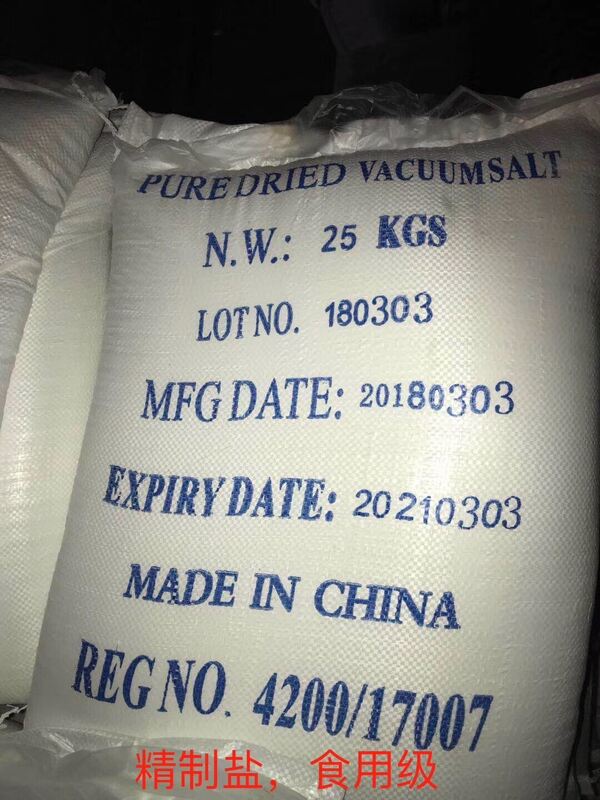 PURE DRIED VACUUMSALT
N.W.: 25 KGS
LOT NO. 180303
MFG DATE: 20180303
EXPIRY DATE: 20210303
MADE IN CHINA
REG NO. 4200/17007
精制盐，食用级